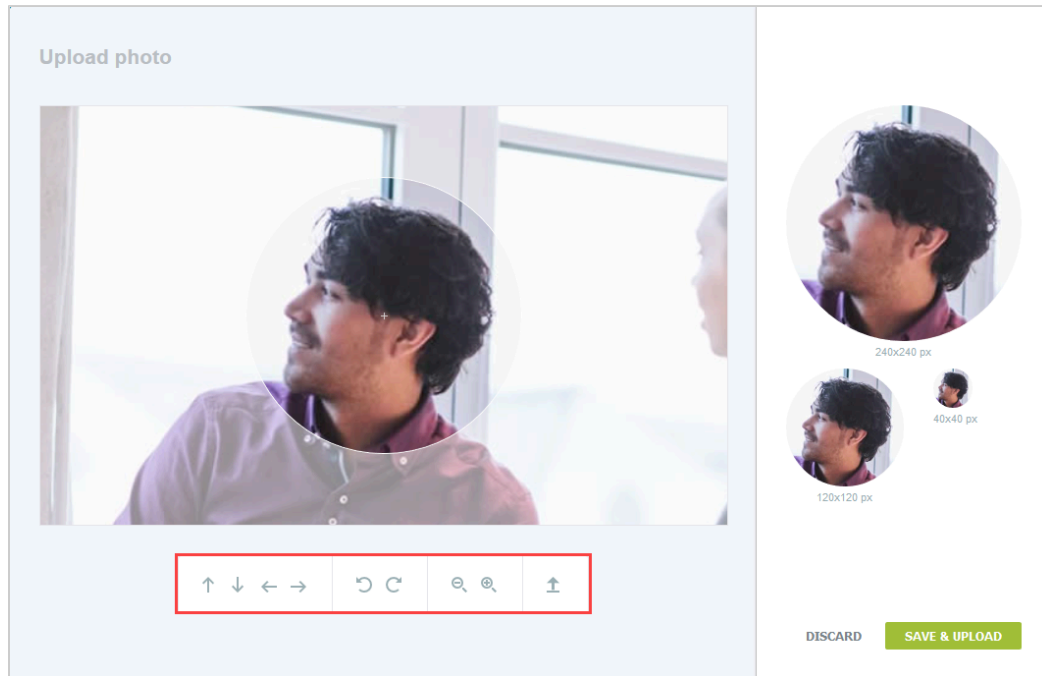 Upload photo
240x240 px
40x40 px
120x120 px
DISCARD
SAVE & UPLOAD